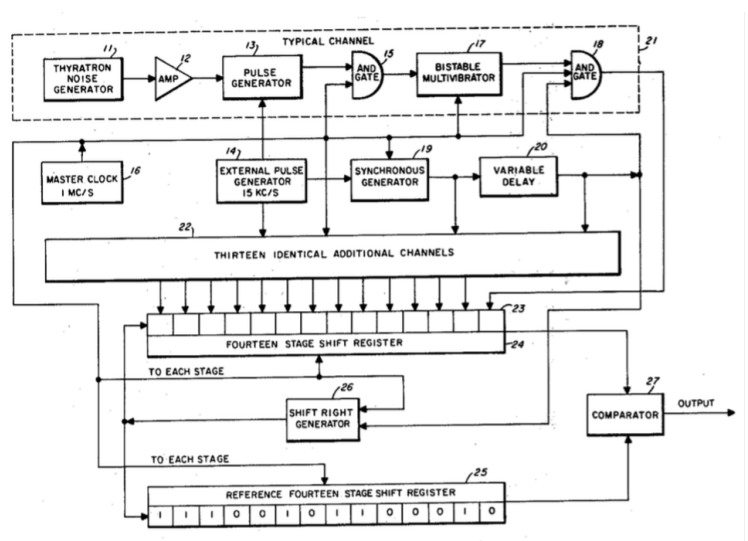 TYPICAL CHANNEL
11
THYRATRON
NOISE
GENERATOR
12
AMP
13
PULSE
GENERATOR
15
AND
GATE
17
BISTABLE
MULTIVIBRATOR
18
AND
GATE
21
MASTER CLOCK
1 MC/S
16
14
EXTERNAL PULSE
GENERATOR
15 KC/S
19
SYNCHRONOUS
GENERATOR
20
VARIABLE
DELAY
22
THIRTEEN IDENTICAL ADDITIONAL CHANNELS
23
FOURTEEN STAGE SHIFT REGISTER
24
TO EACH STAGE
26
SHIFT RIGHT
GENERATOR
27
COMPARATOR
OUTPUT
TO EACH STAGE
25
REFERENCE FOURTEEN STAGE SHIFT REGISTER
1 1 1 0 0 1 0 1 1 0 0 0 1 0